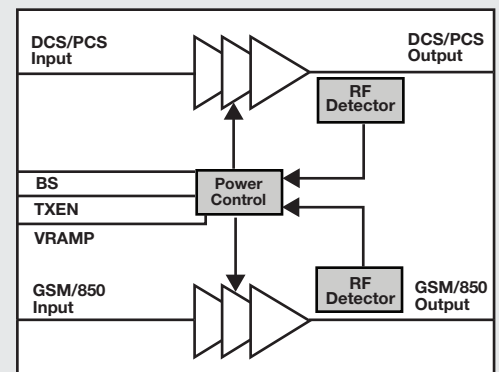 DCS/PCS
Input
DCS/PCS
Output
RF
Detector
BS
TXEN
VRAMP
Power
Control
GSM/850
Input
RF
Detector
GSM/850
Output